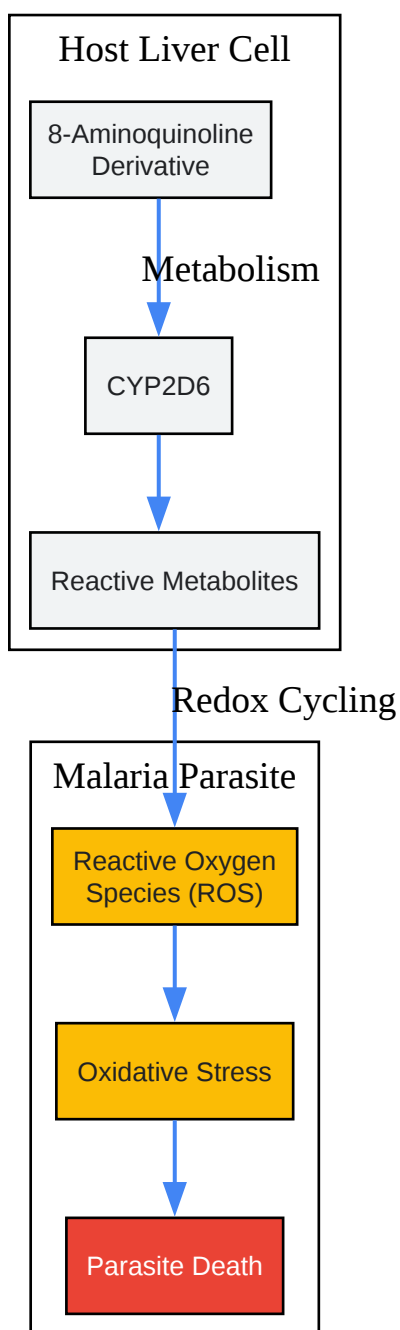 Host Liver Cell
8-Aminoquinoline
Derivative
Metabolism
CYP2D6
Reactive Metabolites
Redox Cycling
Malaria Parasite
Reactive Oxygen
Species (ROS)
Oxidative Stress
Parasite Death